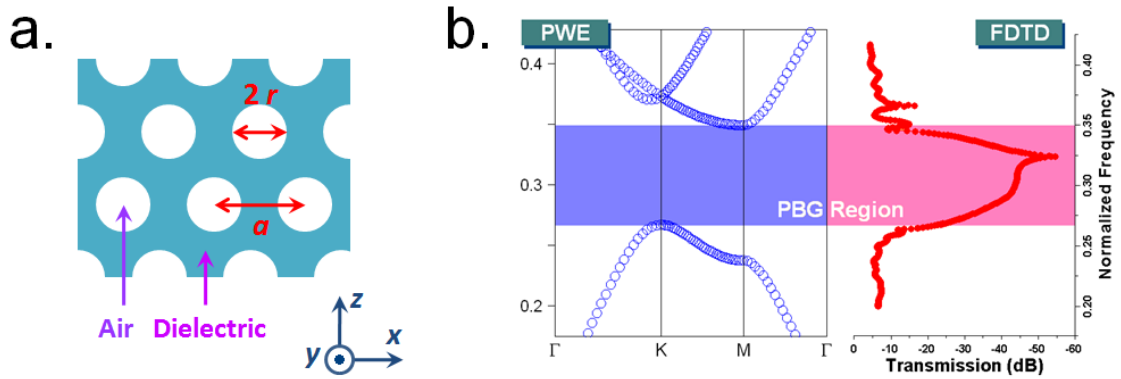 a.
2 r
a
Air
Dielectric
z
y
x
b.
PWE
FDTD
0.4
0.3
0.2
PBG Region
Γ
K
M
Γ
0.40
0.35
0.30
0.25
0.20
Normalized Frequency
0
-10
-20
-30
-40
-50
-60
Transmission (dB)